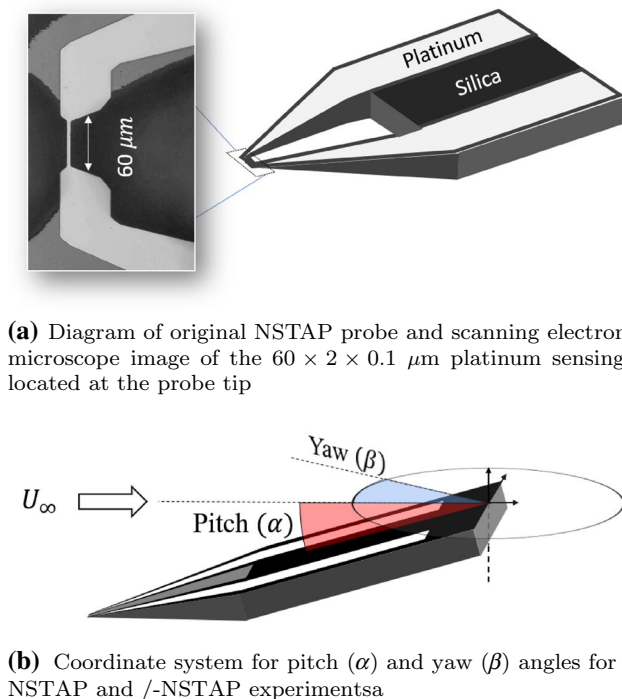 60 μm
Platinum
Silica
(a) Diagram of original NSTAP probe and scanning electron
microscope image of the 60 × 2 × 0.1 μm platinum sensing
located at the probe tip
Yaw (β)
U∞
Pitch (α)
(b) Coordinate system for pitch (α) and yaw (β) angles for
NSTAP and /-NSTAP experimentsa